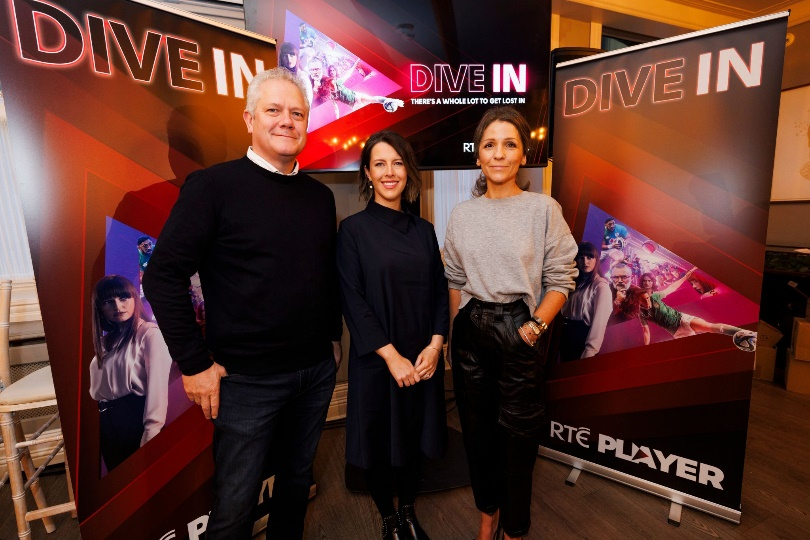 DIVE IN
DIVE IN
THERE'S A WHOLE LOT TO GET LOST IN
RTÉ
DIVE IN
RTÉ PLAYER